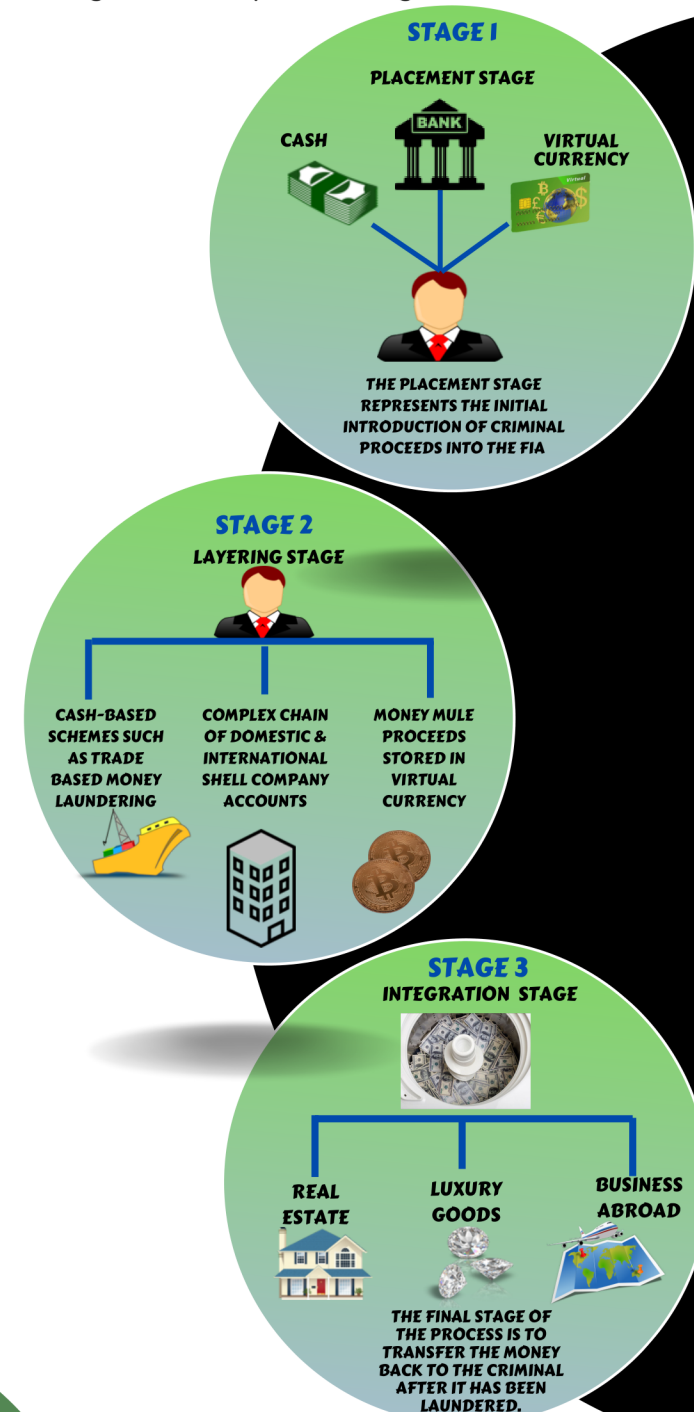 STAGE 1
PLACEMENT STAGE
BANK
CASH
VIRTUAL
CURRENCY
Virtual
THE PLACEMENT STAGE
REPRESENTS THE INITIAL
INTRODUCTION OF CRIMINAL
PROCEEDS INTO THE FIA
STAGE 2
LAYERING STAGE
CASH-BASED
SCHEMES SUCH
AS TRADE
BASED MONEY
LAUNDERING
COMPLEX CHAIN
OF DOMESTIC &
INTERNATIONAL
SHELL COMPANY
ACCOUNTS
MONEY MULE
PROCEEDS
STORED IN
VIRTUAL
CURRENCY
STAGE 3
INTEGRATION STAGE
REAL
ESTATE
LUXURY
GOODS
BUSINESS
ABROAD
THE FINAL STAGE OF
THE PROCESS IS TO
TRANSFER THE MONEY
BACK TO THE CRIMINAL
AFTER IT HAS BEEN
LAUNDERED.